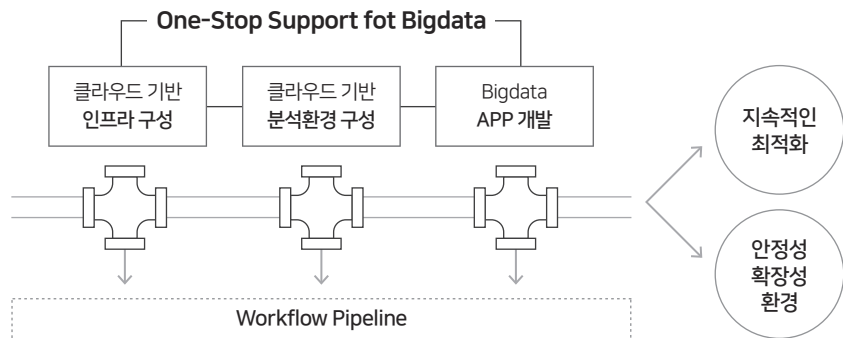 One-Stop Support fot Bigdata
클라우드 기반
인프라 구성
클라우드 기반
분석환경 구성
Bigdata
APP 개발
지속적인
최적화
안정성
확장성
환경
Workflow Pipeline